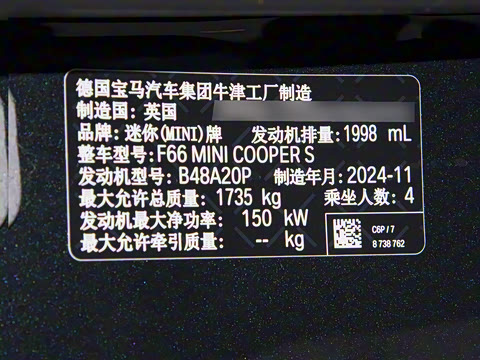 德国宝马汽车集团牛津工厂制造
制造国: 英国
品牌: 迷你(MINI)牌 发动机排量:1998 mL
整车型号:F66 MINI COOPER S
发动机型号: B48A20P 制造年月:2024-11
最大允许总质量: 1735 kg 乘坐人数: 4
发动机最大净功率: 150 kW
最大允许牵引质量: -- kg
C6P / 7
8 738 762